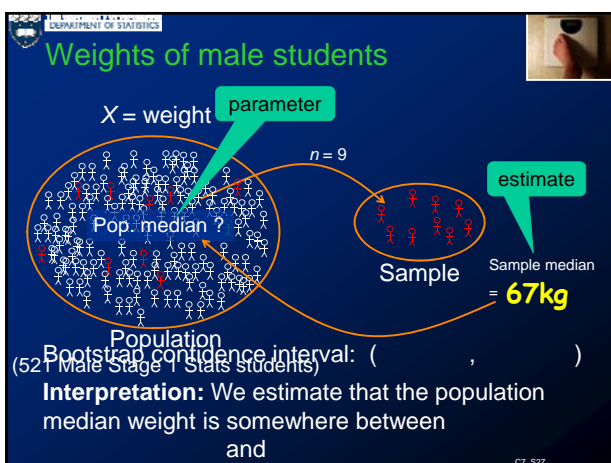 DEPARTMENT OF STATISTICS
Weights of male students
X = weight
parameter
n = 9
estimate
Pop. median ?
Sample
Sample median
= 67kg
Population
(521 Male Stage 1 Stats students)
Bootstrap confidence interval: ( , )
Interpretation: We estimate that the population
median weight is somewhere between
and
C7 S27